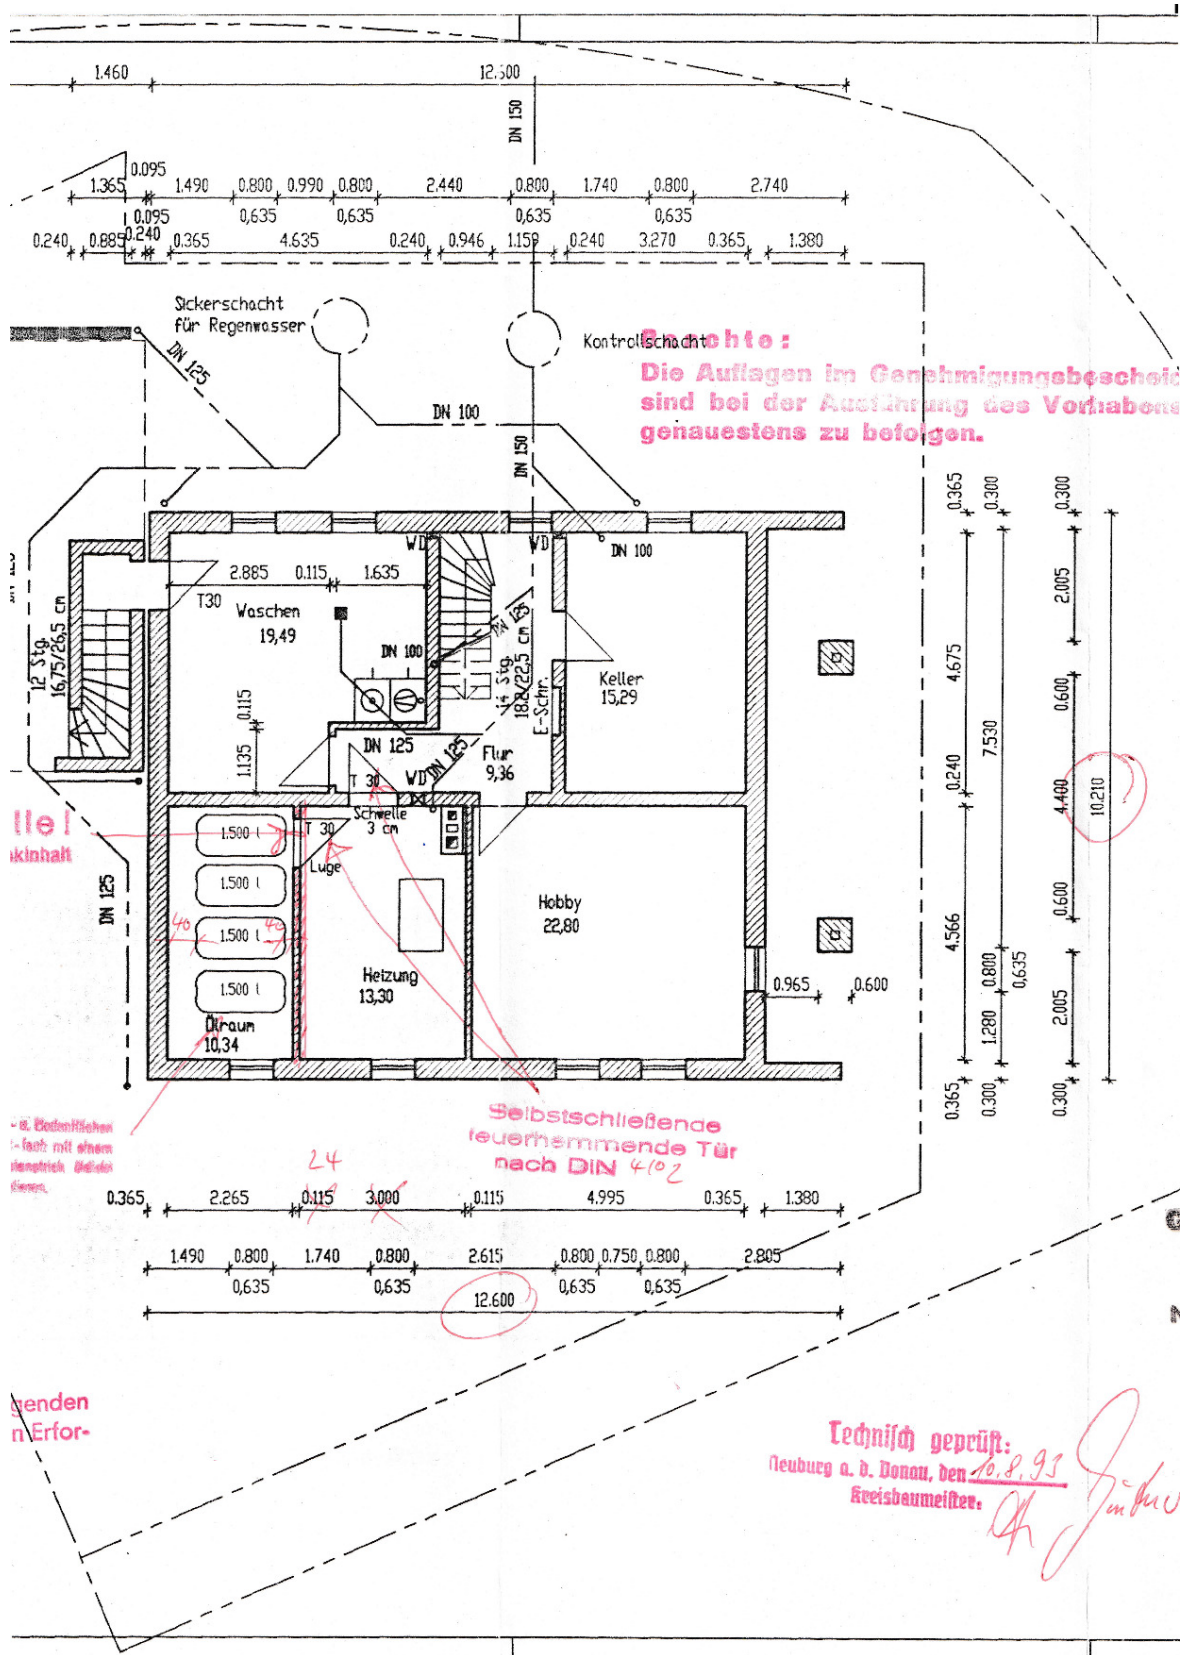 1.460
12.500
DN 150
0.095
1.365
1.490
0.800
0.990
0.800
2.440
0.800
1.740
0.800
2.740
0.095
0,635
0,635
0,635
0,635
0.240
0.885
0.240
0.365
4.635
0.240
0.946
1.159
0.240
3.270
0.365
1.380
Sickerschacht
für Regenwasser
Kontrollschacht
Beachte:
Die Auflagen im Genehmigungsbescheid
sind bei der Ausführung des Vorhabens
genauestens zu befolgen.
DN 125
DN 100
DN 150
0.365
0.300
0.300
WD
WD
DN 100
2.885
0.115
1.635
T30
Waschen
19,49
DN 100
DN 125
12 Stg.
16,75/26,5 cm
14 Stg.
E-Schr.
Keller
15,29
4.675
7.530
2.005
0.600
0.115
1.135
DN 125
DN 125
Flur
9,36
T 30
WD
Schwelle
3 cm
0.240
4.400
10.210
lle!
kinhalt
1.500 l
T 30
Luge
1.500 l
1.500 l
1.500 l
40
40
DN 125
Hobby
22,80
Heizung
13,30
Ölraum
10,34
4.566
0.800
0,635
1.280
0.600
2.005
0.965
0.600
0.365
0.300
0.300
Selbstschließende
feuerhemmende Tür
nach DIN 4102
24
0.365
2.265
0.115
3.000
0.115
4.995
0.365
1.380
1.490
0.800
1.740
0.800
2.615
0.800
0.750
0.800
2.805
0,635
0,635
0,635
0,635
12.600
genden
n Erfor-
Technisch geprüft:
Neuburg a. d. Donau, den 10.8.93
Kreisbaumeister: